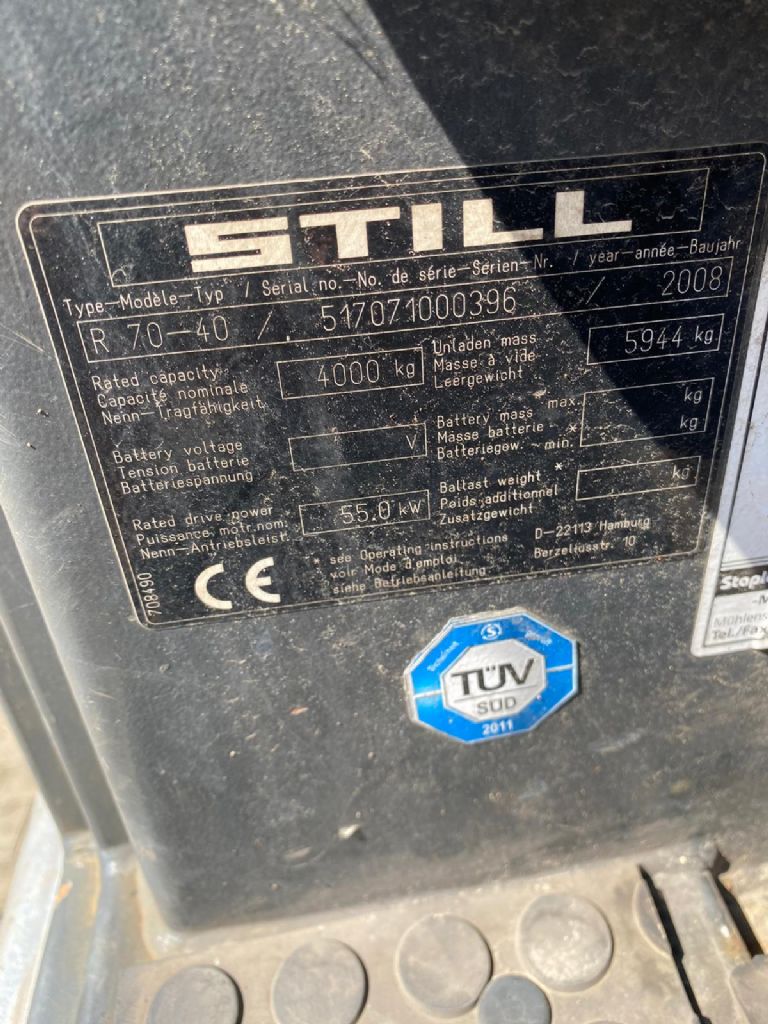 STILL
Type-Modèle-Typ / Serial no.-No. de série-Serien-Nr. / year-année-Baujahr
R 70-40 / 517071000396 / 2008
Rated capacity
Capacité nominale
Nenn-Tragfähigkeit
4000 kg
Unladen mass
Masse à vide
Leergewicht
5944 kg
Battery voltage
Tension batterie
Batteriespannung
V
Battery mass max.
Masse batterie *
Batteriegew. min.
kg
kg
Rated drive power
Puissance motr.nom.
Nenn-Antriebsleist.
55.0 kW
Ballast weight *
Poids additionnel
Zusatzgewicht
kg
* see Operating instructions
voir Mode d'emploi
siehe Betriebsanleitung
D-22113 Hamburg
Berzeliusstr. 10
CE
708490
TÜV
SÜD
2011
Tel./Fax